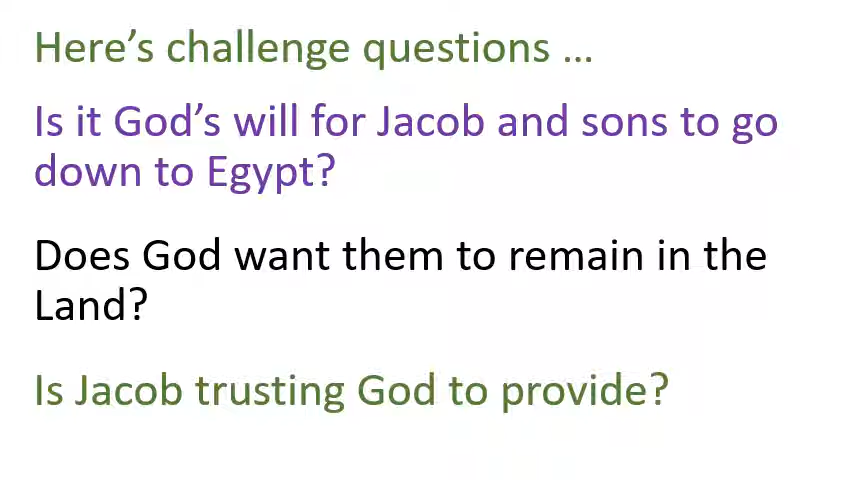 Here’s challenge questions …
Is it God’s will for Jacob and sons to go
down to Egypt?
Does God want them to remain in the
Land?
Is Jacob trusting God to provide?